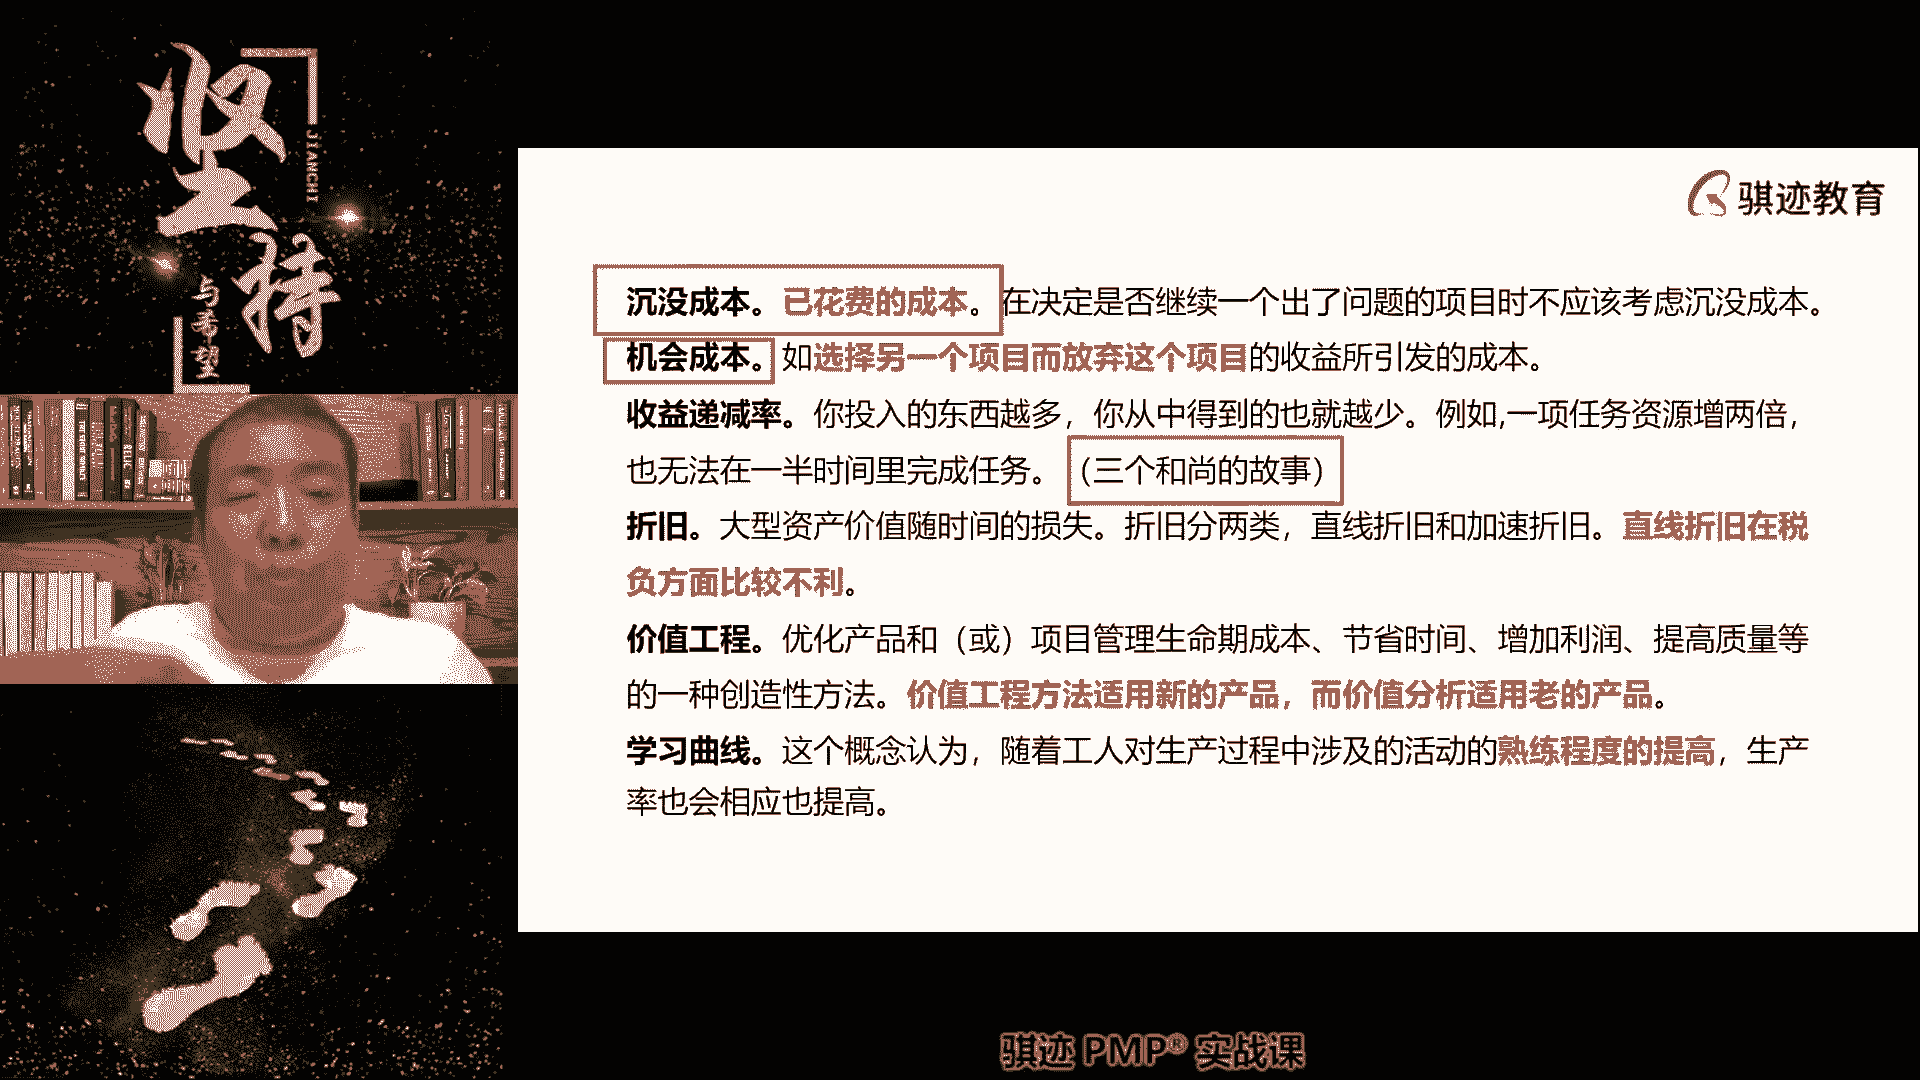 坚持
JIANCHI
与希望
骐迹教育
沉没成本。已花费的成本。在决定是否继续一个出了问题的项目时不应该考虑沉没成本。
机会成本。如选择另一个项目而放弃这个项目的收益所引发的成本。
收益递减率。你投入的东西越多，你从中得到的也就越少。例如,一项任务资源增两倍，
也无法在一半时间里完成任务。（三个和尚的故事）
折旧。大型资产价值随时间的损失。折旧分两类，直线折旧和加速折旧。直线折旧在税
负方面比较不利。
价值工程。优化产品和（或）项目管理生命期成本、节省时间、增加利润、提高质量等
的一种创造性方法。价值工程方法适用新的产品，而价值分析适用老的产品。
学习曲线。这个概念认为，随着工人对生产过程中涉及的活动的熟练程度的提高，生产
率也会相应也提高。
骐迹 PMP® 实战课